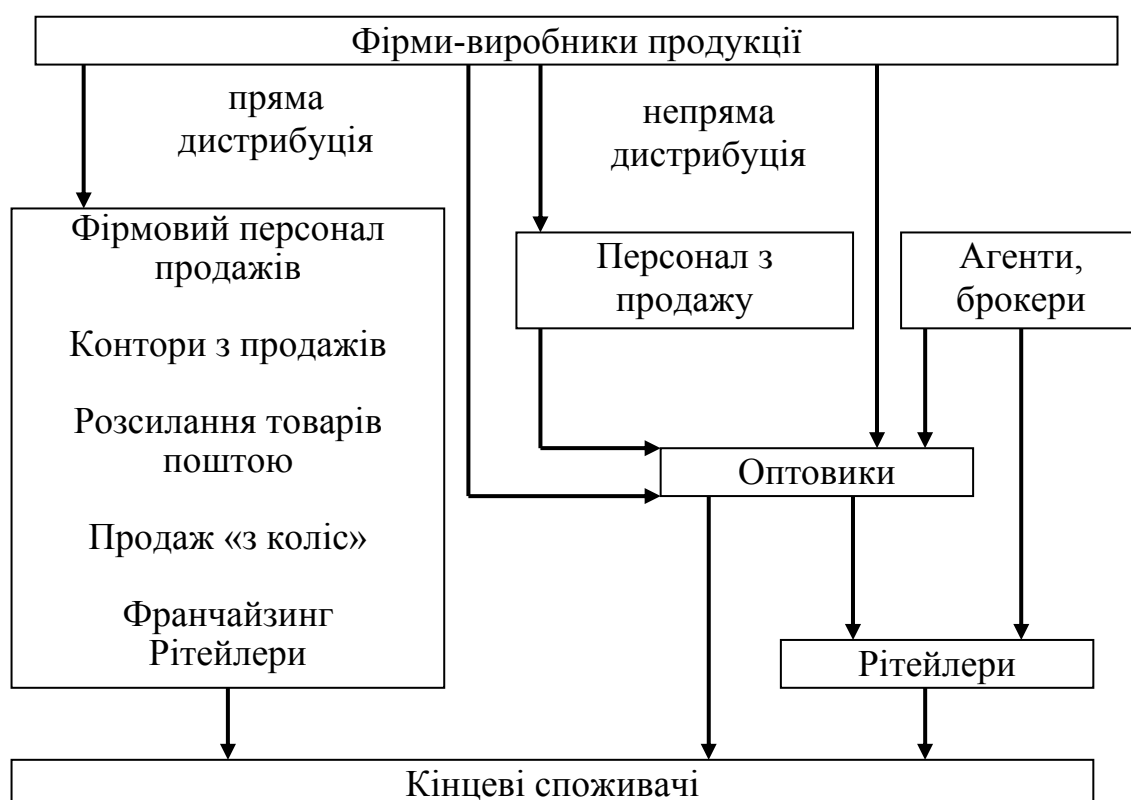 Фірми-виробники продукції
пряма
дистрибуція
непряма
дистрибуція
Фірмовий персонал
продажів
Контори з продажів
Розсилання товарів
поштою
Продаж «з коліс»
Франчайзинг
Рітейлери
Персонал з
продажу
Агенти,
брокери
Оптовики
Рітейлери
Кінцеві споживачі